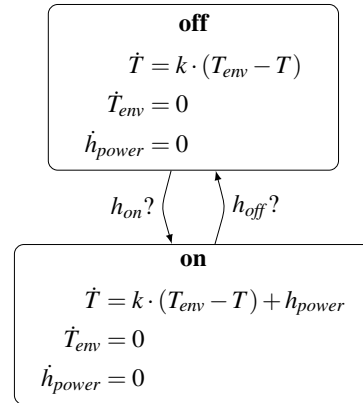 off
Ṫ = k · (T_env − T)
Ṫ_env = 0
ḣ_power = 0
h_on? h_off?
on
Ṫ = k · (T_env − T) + h_power
Ṫ_env = 0
ḣ_power = 0